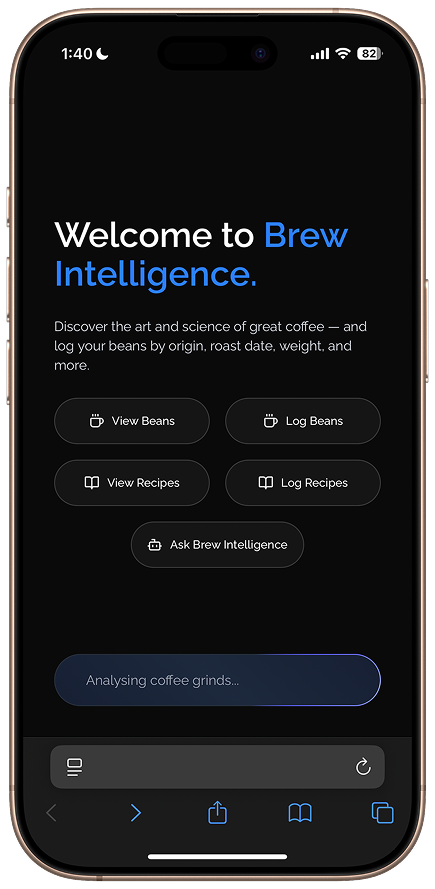 1:40
82
Welcome to Brew
Intelligence.
Discover the art and science of great coffee — and
log your beans by origin, roast date, weight, and
more.
View Beans
Log Beans
View Recipes
Log Recipes
Ask Brew Intelligence
Analysing coffee grinds...